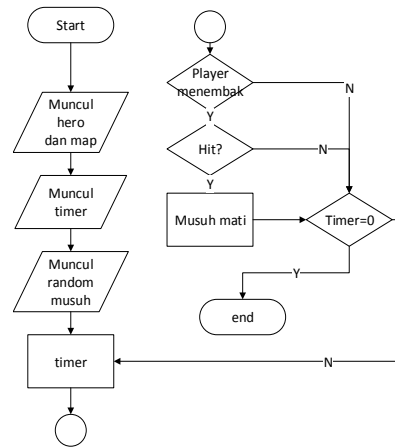 Start
Muncul
hero
dan map
Muncul
timer
Muncul
random
musuh
timer
Player
menembak
N
Y
Hit?
N
Y
Musuh mati
Timer=0
Y
end
N